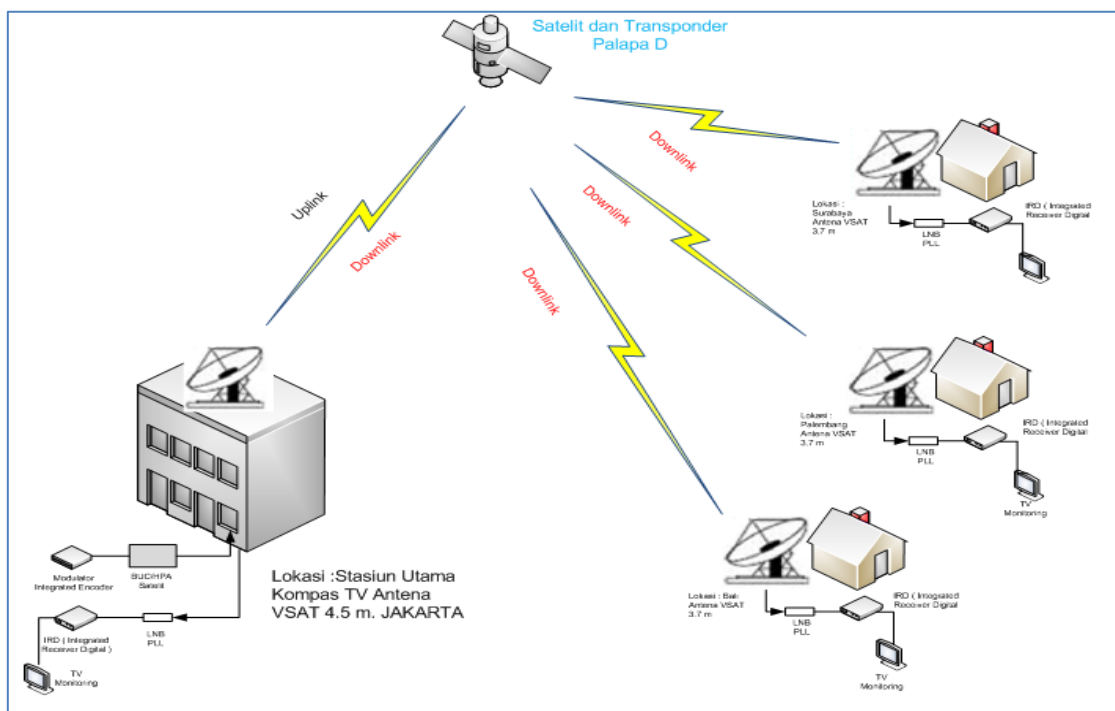 Satelit dan Transponder
Palapa D
Uplink
Downlink
Downlink
Downlink
Downlink
Lokasi :
Surabaya
Antena VSAT
3,7 m
LNB
PLL
IRD ( Integrated
Receiver Digital
Lokasi :
Palembang
Antena VSAT
3.7 m
LNB
PLL
IRD ( Integrated
Receiver Digital
TV
Monitoring
Lokasi : Bali
Antena VSAT
3.7 m
LNB
PLL
IRD ( Integrated
Receiver Digital
TV
Monitoring
Modulator
Integrated Encoder
BUC/HPA
Satelit
IRD ( Integrated
Receiver Digital )
LNB
PLL
TV
Monitoring
Lokasi :Stasiun Utama
Kompas TV Antena
VSAT 4.5 m. JAKARTA